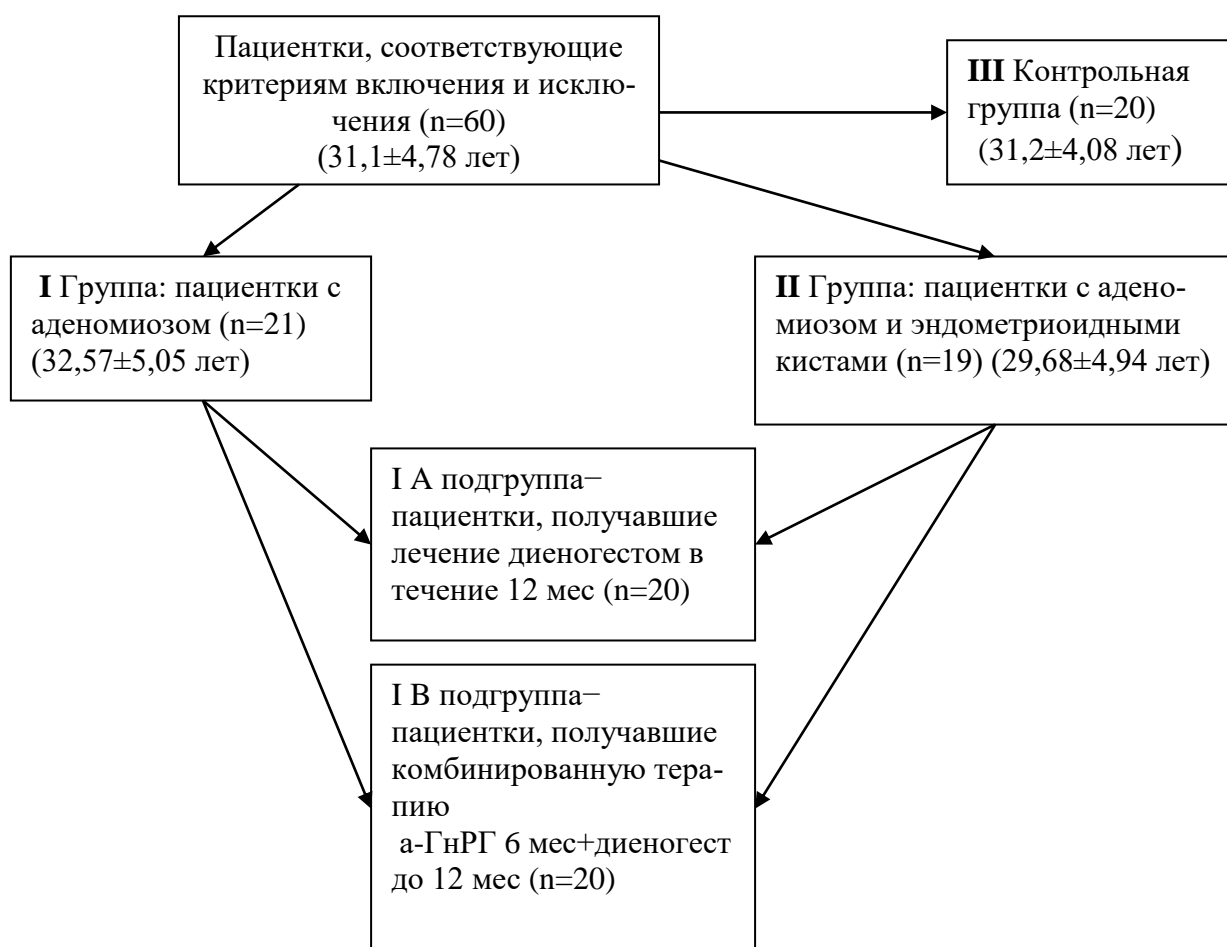 Пациентки, соответствующие
критериям включения и исклю-
чения (n=60)
(31,1±4,78 лет)
III Контрольная
группа (n=20)
(31,2±4,08 лет)
I Группа: пациентки с
аденомиозом (n=21)
(32,57±5,05 лет)
II Группа: пациентки с адено-
миозом и эндометриоидными
кистами (n=19) (29,68±4,94 лет)
I А подгруппа−
пациентки, получавшие
лечение диеногестом в
течение 12 мес (n=20)
I В подгруппа−
пациентки, получавшие
комбинированную тера-
пию
а-ГнРГ 6 мес+диеногест
до 12 мес (n=20)